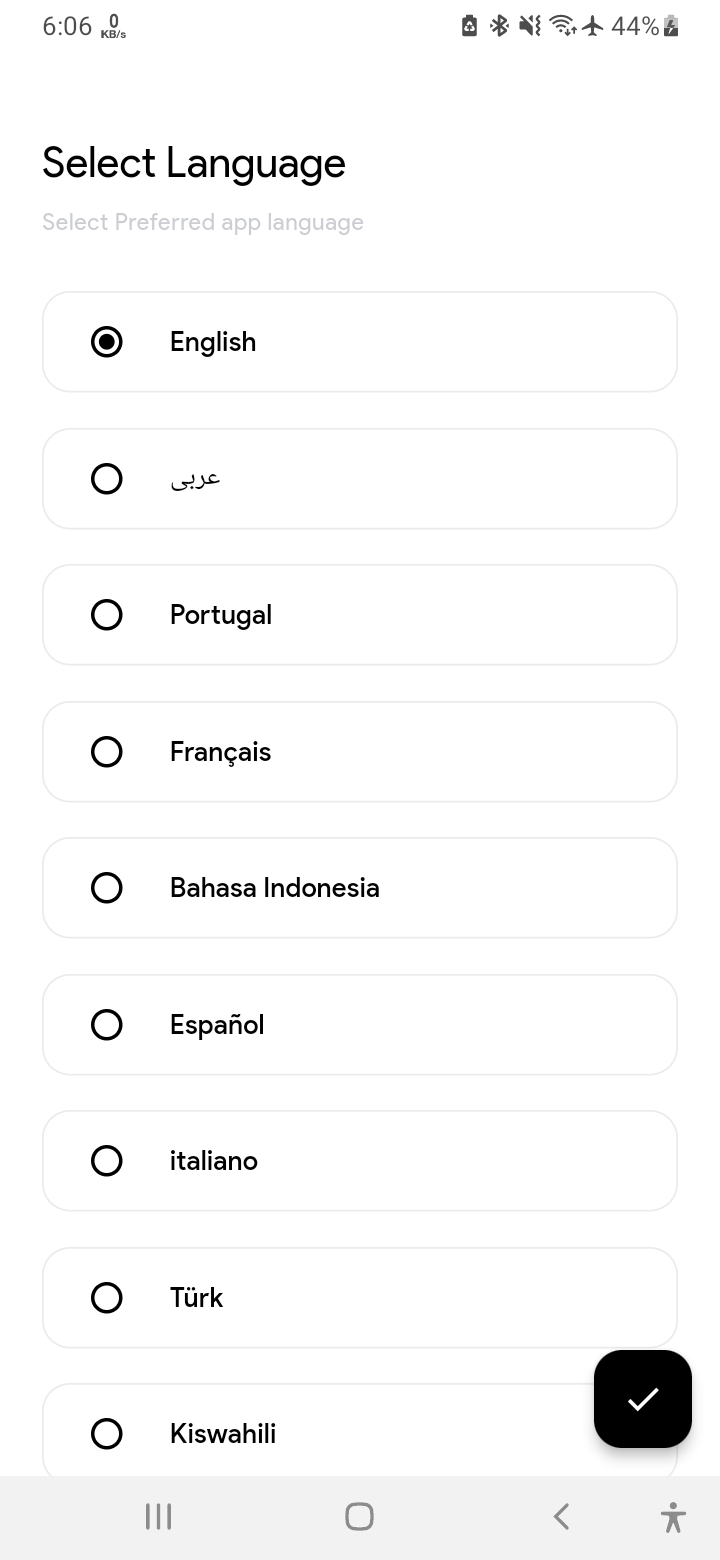 6:06 0 KB/s 44%
Select Language
Select Preferred app language
English
عربى
Portugal
Français
Bahasa Indonesia
Español
italiano
Türk
Kiswahili